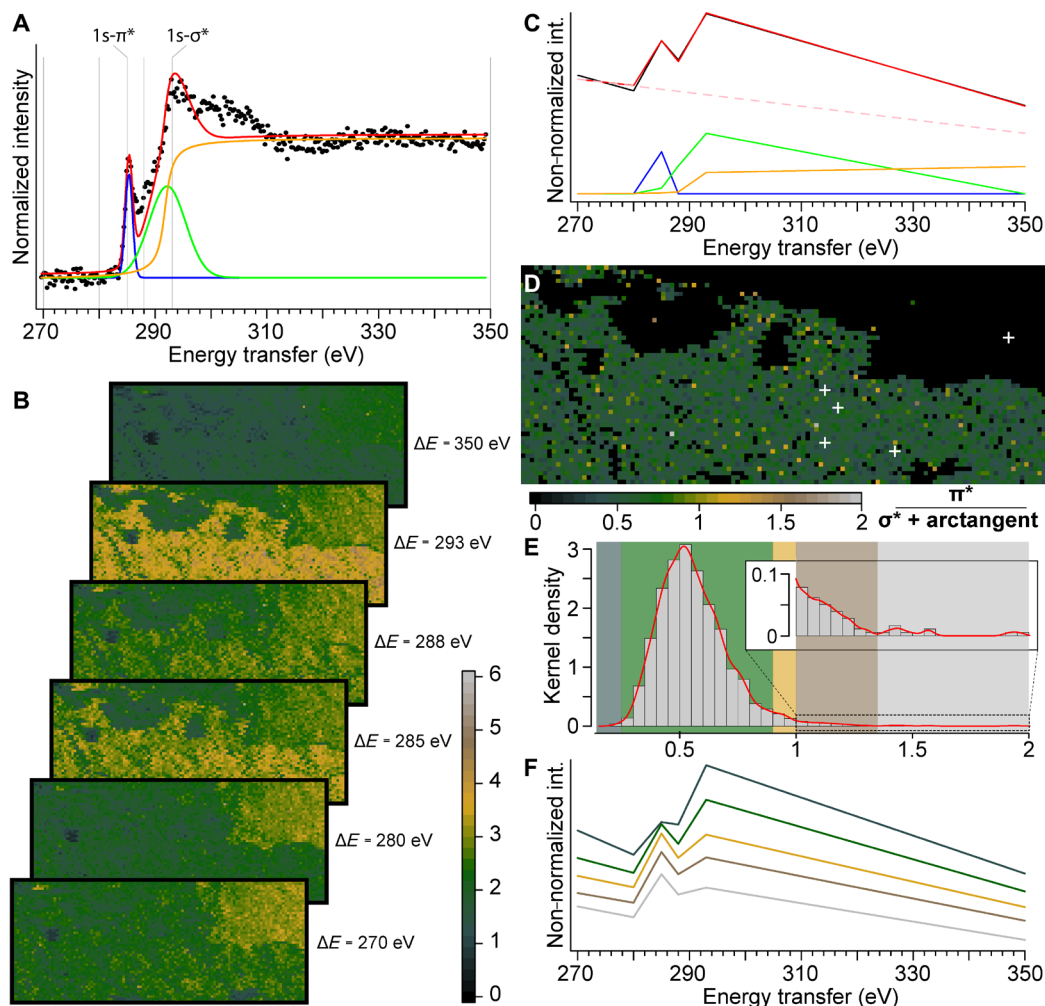 A
1s-π*
1s-σ*
Normalized intensity
270
290
310
330
350
Energy transfer (eV)
B
ΔE = 350 eV
ΔE = 293 eV
ΔE = 288 eV
ΔE = 285 eV
ΔE = 280 eV
ΔE = 270 eV
6
5
4
3
2
1
0
C
Non-normalized int.
270
290
310
330
350
Energy transfer (eV)
D
0
0.5
1
1.5
2
π*
σ* + arctangent
E
Kernel density
3
2
1
0
0.1
0
0.5
1
1.5
2
F
Non-normalized int.
270
290
310
330
350
Energy transfer (eV)